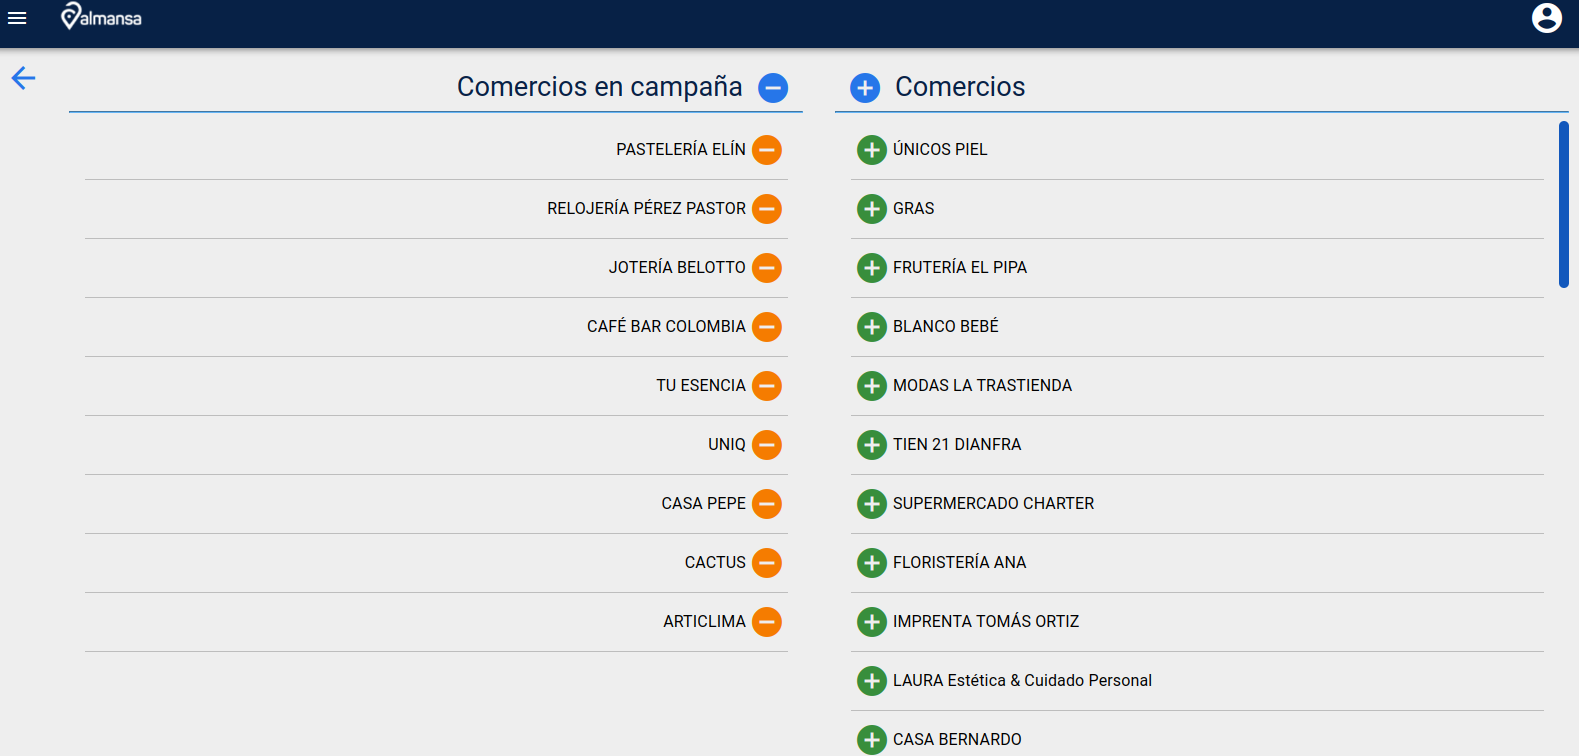 almansa
Comercios en campaña
PASTELERÍA ELÍN
RELOJERÍA PÉREZ PASTOR
JOTERÍA BELOTTO
CAFÉ BAR COLOMBIA
TU ESENCIA
UNIQ
CASA PEPE
CACTUS
ARTICLIMA
Comercios
ÚNICOS PIEL
GRAS
FRUTERÍA EL PIPA
BLANCO BEBÉ
MODAS LA TRASTIENDA
TIEN 21 DIANFRA
SUPERMERCADO CHARTER
FLORISTERÍA ANA
IMPRENTA TOMÁS ORTIZ
LAURA Estética & Cuidado Personal
CASA BERNARDO